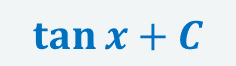 tan x + C